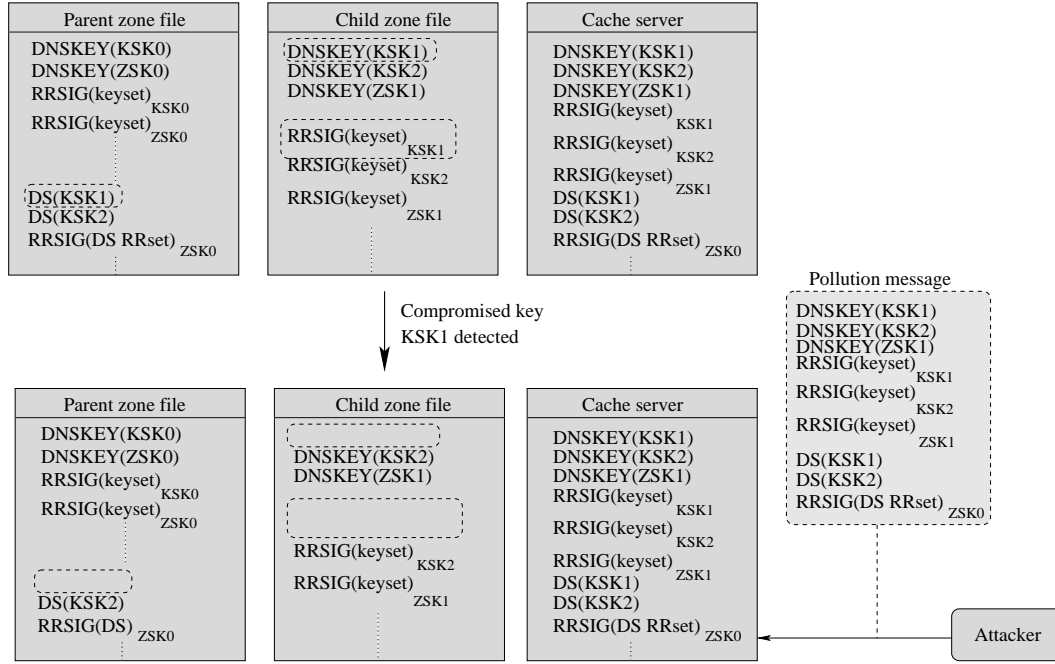 Parent zone file
DNSKEY(KSK0)
DNSKEY(ZSK0)
RRSIG(keyset) KSK0
RRSIG(keyset) ZSK0
DS(KSK1)
DS(KSK2)
RRSIG(DS RRset) ZSK0
Child zone file
DNSKEY(KSK1)
DNSKEY(KSK2)
DNSKEY(ZSK1)
RRSIG(keyset) KSK1
RRSIG(keyset) KSK2
RRSIG(keyset) ZSK1
Cache server
DNSKEY(KSK1)
DNSKEY(KSK2)
DNSKEY(ZSK1)
RRSIG(keyset) KSK1
RRSIG(keyset) KSK2
RRSIG(keyset) ZSK1
DS(KSK1)
DS(KSK2)
RRSIG(DS RRset) ZSK0
Compromised key
KSK1 detected
Pollution message
DNSKEY(KSK1)
DNSKEY(KSK2)
DNSKEY(ZSK1)
RRSIG(keyset) KSK1
RRSIG(keyset) KSK2
RRSIG(keyset) ZSK1
DS(KSK1)
DS(KSK2)
RRSIG(DS RRset) ZSK0
Parent zone file
DNSKEY(KSK0)
DNSKEY(ZSK0)
RRSIG(keyset) KSK0
RRSIG(keyset) ZSK0
DS(KSK2)
RRSIG(DS) ZSK0
Child zone file
DNSKEY(KSK2)
DNSKEY(ZSK1)
RRSIG(keyset) KSK2
RRSIG(keyset) ZSK1
Cache server
DNSKEY(KSK1)
DNSKEY(KSK2)
DNSKEY(ZSK1)
RRSIG(keyset) KSK1
RRSIG(keyset) KSK2
RRSIG(keyset) ZSK1
DS(KSK1)
DS(KSK2)
RRSIG(DS RRset) ZSK0
Attacker